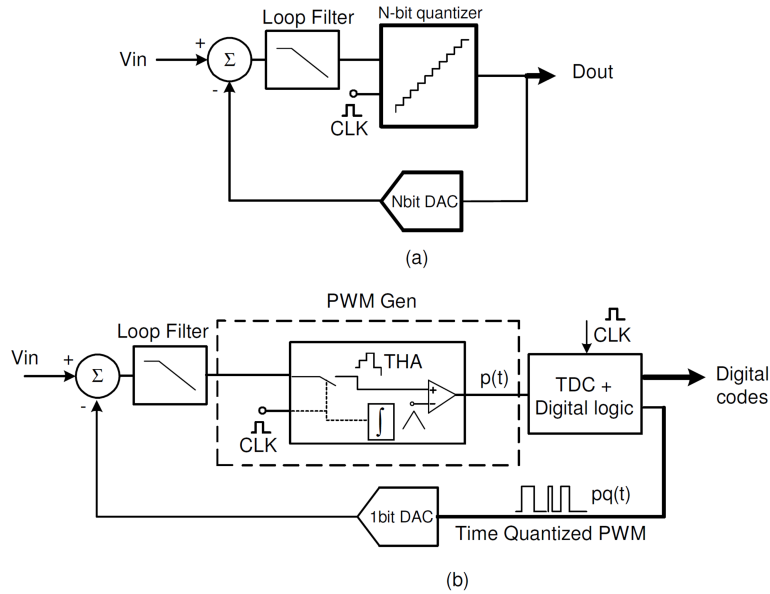 Loop Filter
N-bit quantizer
Vin
+
Σ
-
CLK
Dout
Nbit DAC
(a)
PWM Gen
Loop Filter
CLK
Vin
+
Σ
-
THA
+
-
∫
CLK
p(t)
TDC +
Digital logic
Digital
codes
1bit DAC
pq(t)
Time Quantized PWM
(b)